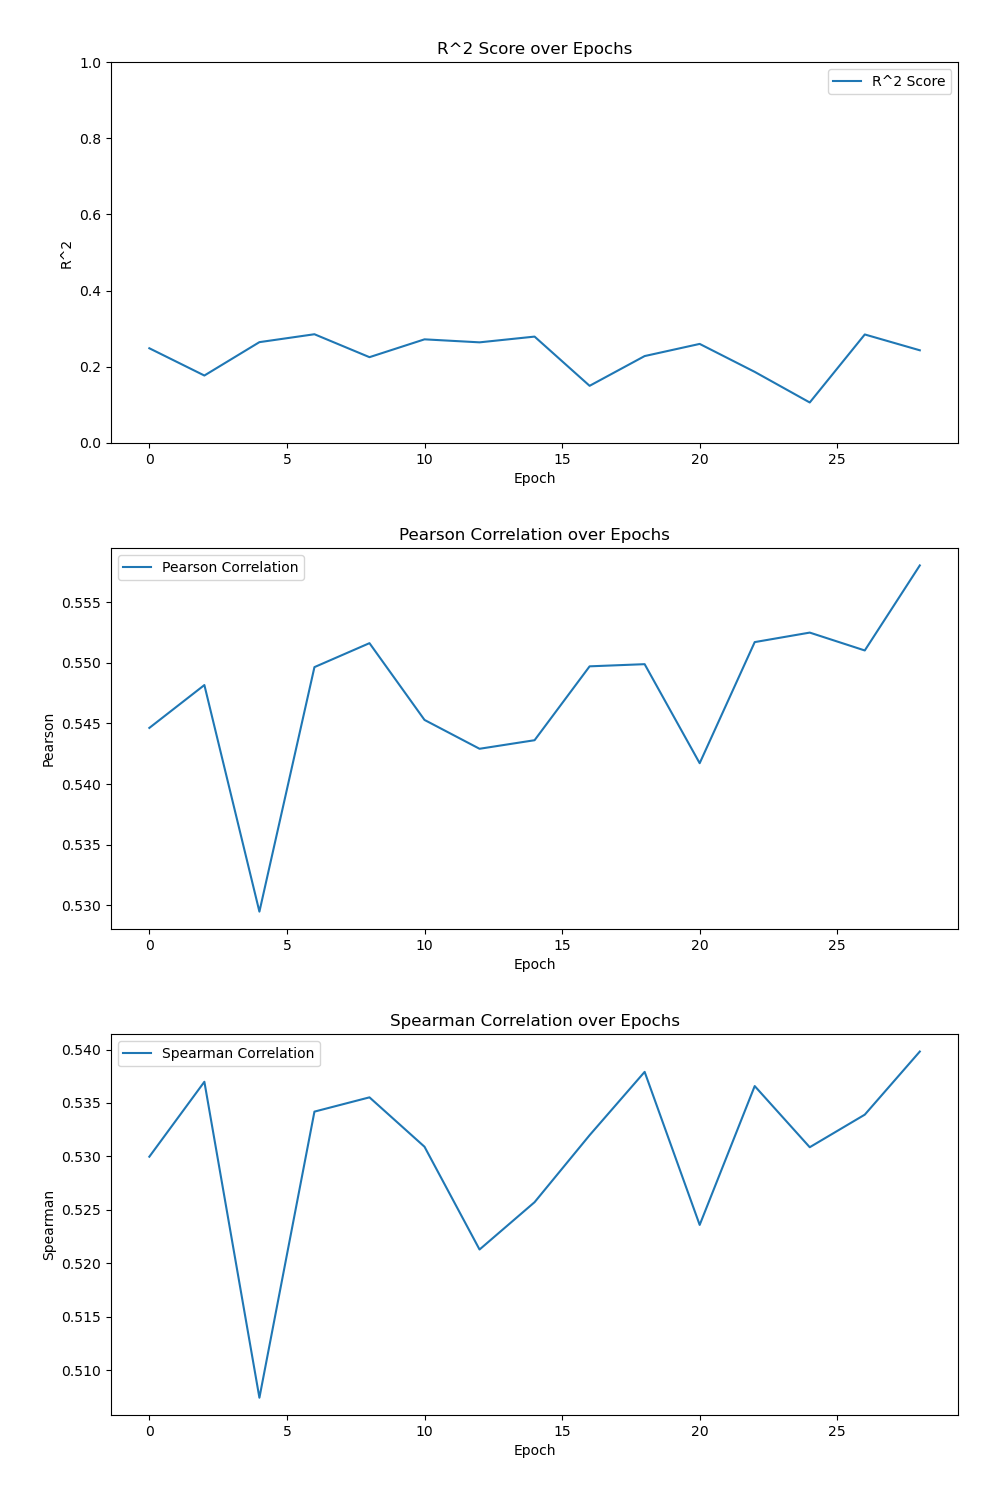 R^2 Score over Epochs
1.0
R^2 Score
0.8
0.6
R^2
0.4
0.2
0.0
0 5 10 15 20 25
Epoch
Pearson Correlation over Epochs
Pearson Correlation
0.555
0.550
0.545
Pearson
0.540
0.535
0.530
0 5 10 15 20 25
Epoch
Spearman Correlation over Epochs
0.540
Spearman Correlation
0.535
0.530
0.525
Spearman
0.520
0.515
0.510
0 5 10 15 20 25
Epoch